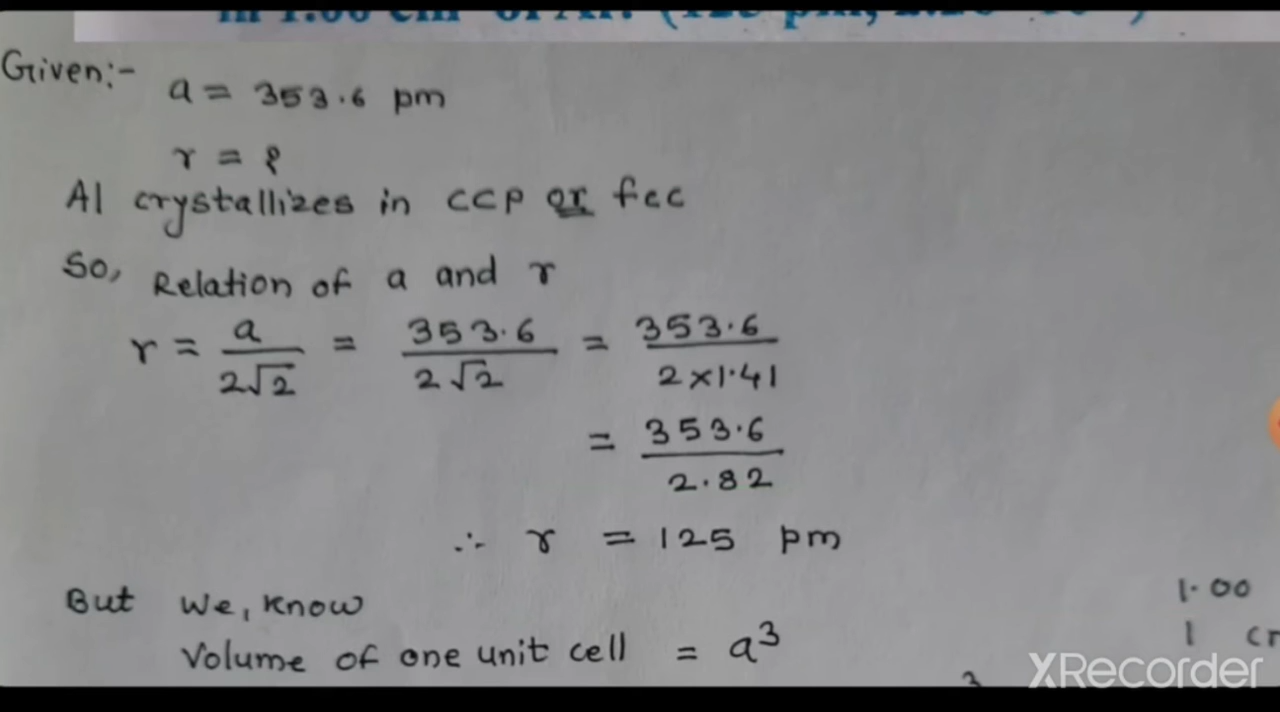 Given:-
a = 353.6 pm
r = ?
Al crystallizes in CCP or fcc
So, Relation of a and r
r = a / 2√2 = 353.6 / 2√2 = 353.6 / 2×1.41
= 353.6 / 2.82
∴ r = 125 pm
But We, know
1.00
Volume of one unit cell = a³
1
XRecorder